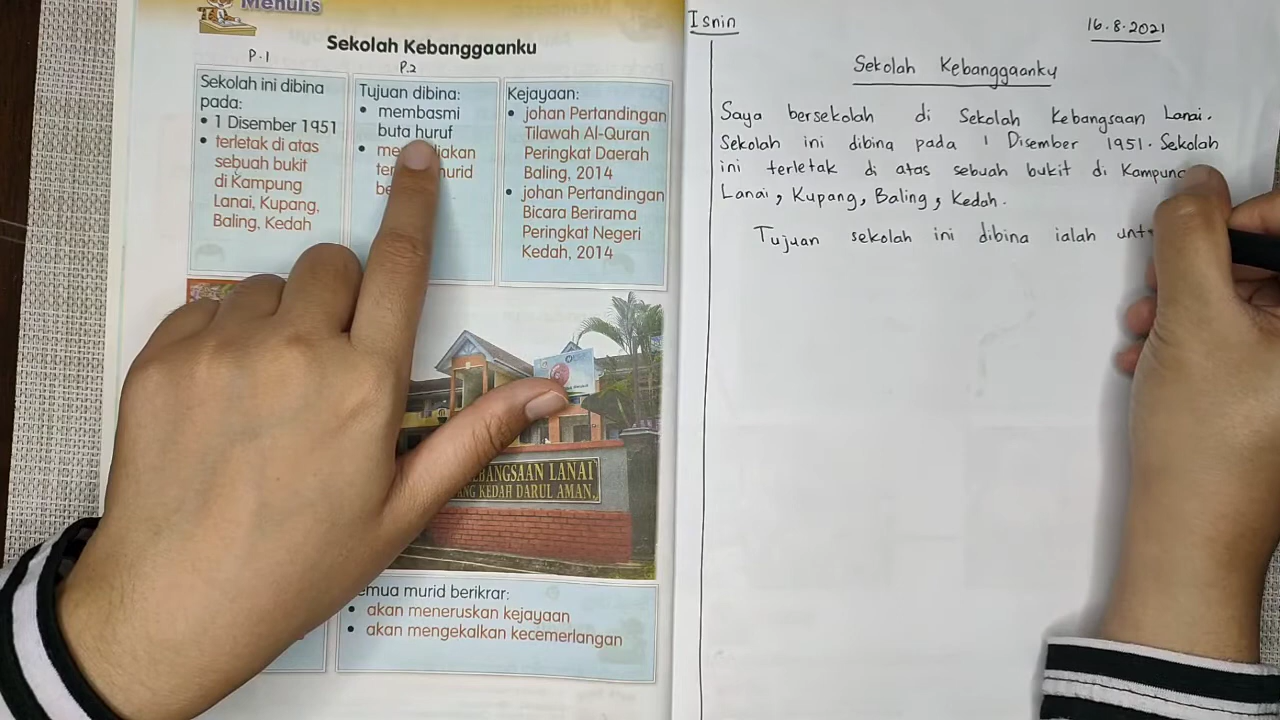 Menulis
Sekolah Kebanggaanku
P.1
P.2
Sekolah ini dibina
pada:
• 1 Disember 1951
• terletak di atas
sebuah bukit
di Kampung
Lanai, Kupang,
Baling, Kedah
Tujuan dibina:
• membasmi
buta huruf
Kejayaan:
• johan Pertandingan
Tilawah Al-Quran
Peringkat Daerah
Baling, 2014
• johan Pertandingan
Bicara Berirama
Peringkat Negeri
Kedah, 2014
LANAI
KEDAH DARUL AMAN,
murid berikrar:
• akan meneruskan kejayaan
• akan mengekalkan kecemerlangan
Isnin
16.8.2021
Sekolah Kebanggaanku
Saya bersekolah di Sekolah Kebangsaan Lanai.
Sekolah ini dibina pada 1 Disember 1951. Sekolah
ini terletak di atas sebuah bukit di Kampung
Lanai, Kupang, Baling, Kedah.
Tujuan sekolah ini dibina ialah